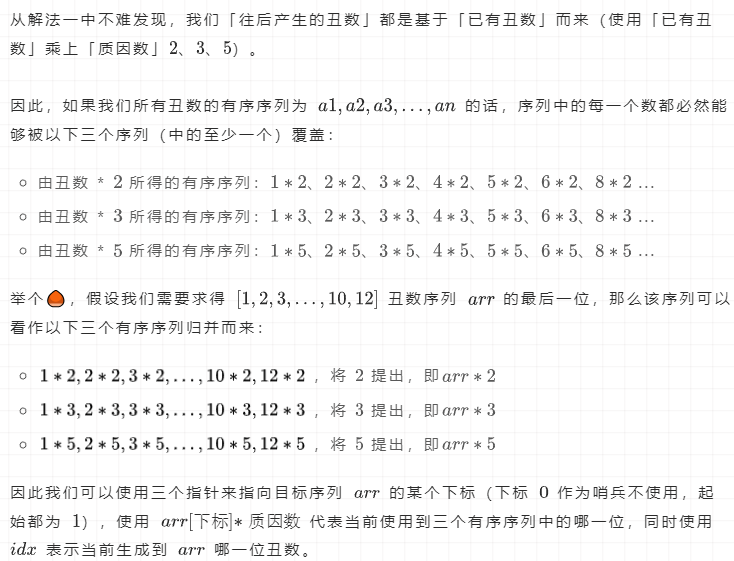 从解法一中不难发现，我们「往后产生的丑数」都是基于「已有丑数」而来（使用「已有丑
数」乘上「质因数」2、3、5）。
因此，如果我们所有丑数的有序序列为 a1,a2,a3,...,an 的话，序列中的每一个数都必然能
够被以下三个序列（中的至少一个）覆盖：
由丑数 * 2 所得的有序序列：1 * 2、2 * 2、3 * 2、4 * 2、5 * 2、6 * 2、8 * 2 ...
由丑数 * 3 所得的有序序列：1 * 3、2 * 3、3 * 3、4 * 3、5 * 3、6 * 3、8 * 3 ...
由丑数 * 5 所得的有序序列：1 * 5、2 * 5、3 * 5、4 * 5、5 * 5、6 * 5、8 * 5 ...
举个🌰，假设我们需要求得 [1,2,3,...,10,12] 丑数序列 arr 的最后一位，那么该序列可以
看作以下三个有序序列归并而来：
1 * 2,2 * 2,3 * 2,...,10 * 2,12 * 2 ，将 2 提出，即 arr * 2
1 * 3,2 * 3,3 * 3,...,10 * 3,12 * 3 ，将 3 提出，即 arr * 3
1 * 5,2 * 5,3 * 5,...,10 * 5,12 * 5 ，将 5 提出，即 arr * 5
因此我们可以使用三个指针来指向目标序列 arr 的某个下标（下标 0 作为哨兵不使用，起
始都为 1），使用 arr[下标]* 质因数 代表当前使用到三个有序序列中的哪一位，同时使用
idx 表示当前生成到 arr 哪一位丑数。